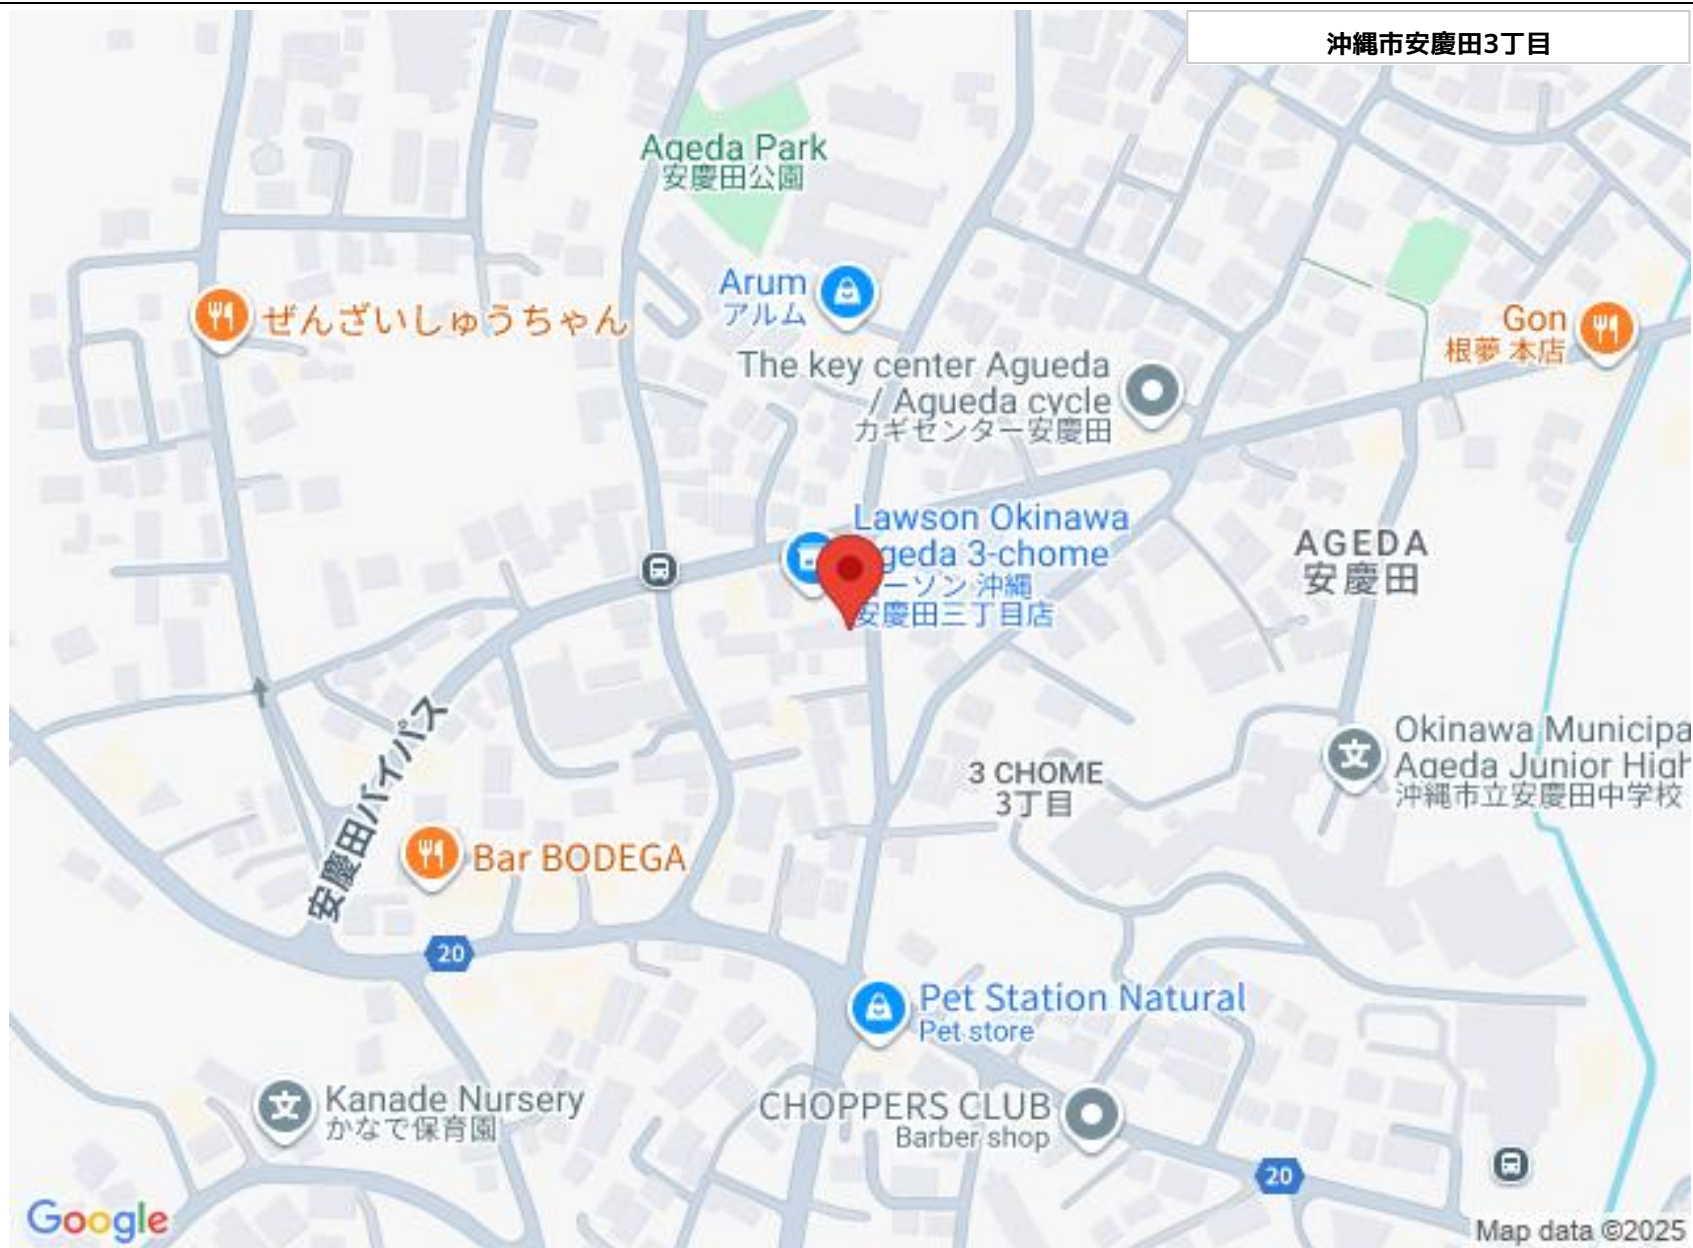 沖縄市安慶田3丁目
Ageda Park
安慶田公園
Arum
アルム
ぜんざいしゅうちゃん
Gon
根夢 本店
The key center Agueda
/ Agueda cycle
カギセンター安慶田
Lawson Okinawa
geda 3-chome
ーソン 沖縄
安慶田三丁目店
AGEDA
安慶田
安慶田バイパス
Okinawa Municipa
Ageda Junior High
沖縄市立安慶田中学校
3 CHOME
3丁目
Bar BODEGA
20
Pet Station Natural
Pet store
Kanade Nursery
かなで保育園
CHOPPERS CLUB
Barber shop
20
Google
Map data ©2025